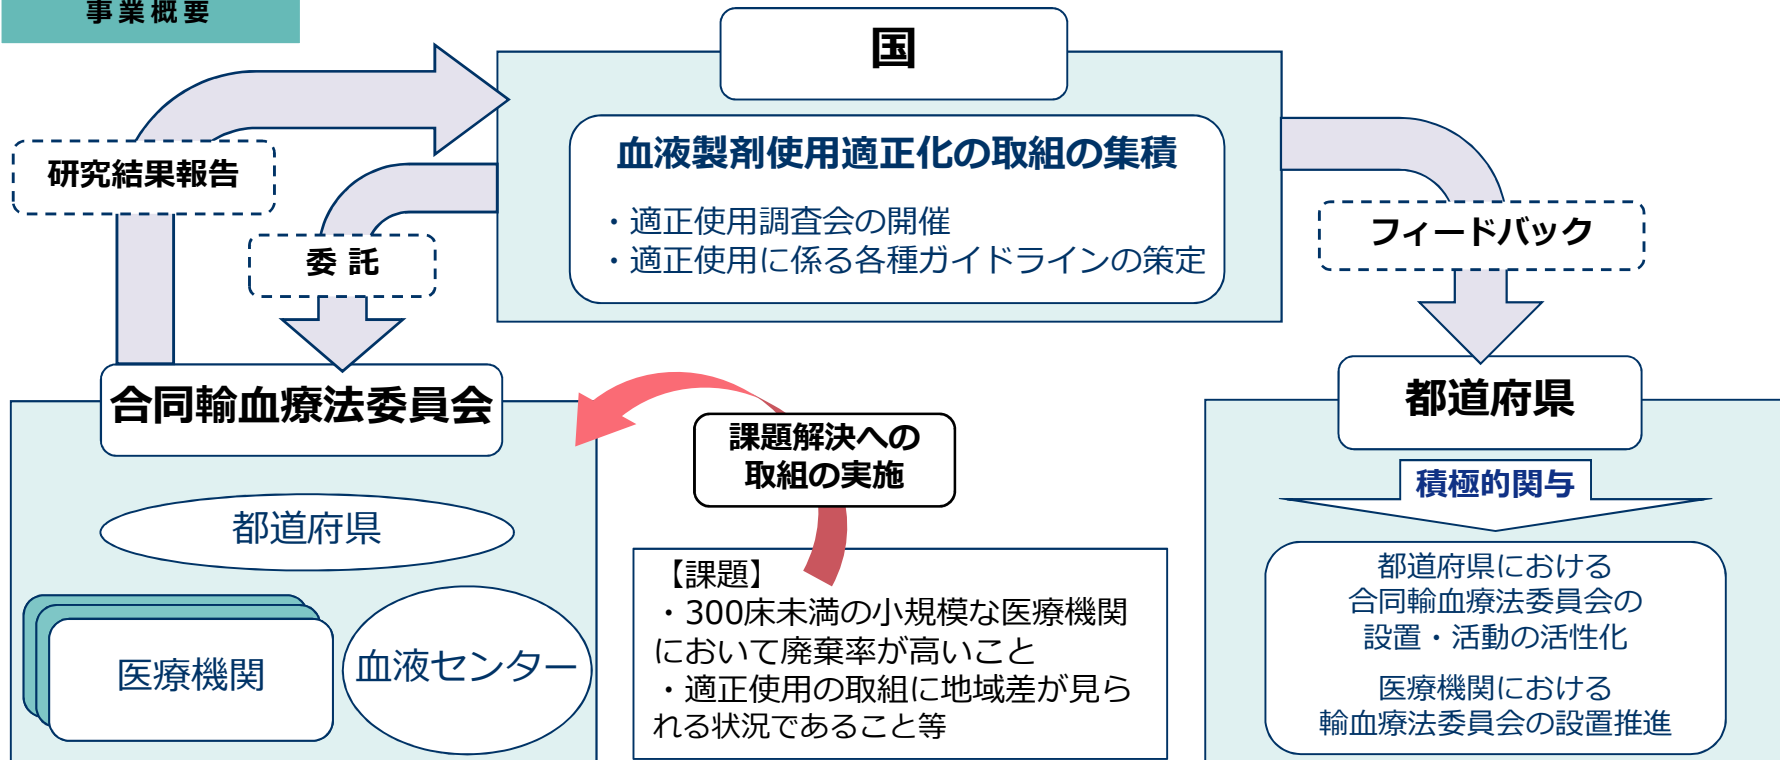 事業概要
国
血液製剤使用適正化の取組の集積
・適正使用調査会の開催
・適正使用に係る各種ガイドラインの策定
研究結果報告
委 託
フィードバック
合同輸血療法委員会
都道府県
医療機関
血液センター
課題解決への
取組の実施
【課題】
・300床未満の小規模な医療機関
において廃棄率が高いこと
・適正使用の取組に地域差が見ら
れる状況であること等
都道府県
積極的関与
都道府県における
合同輸血療法委員会の
設置・活動の活性化
医療機関における
輸血療法委員会の設置推進